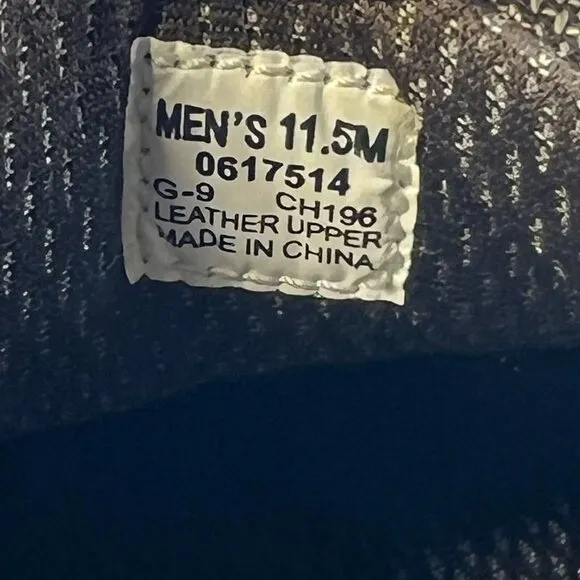 MEN'S 11.5M
0617514
G-9 CH196
LEATHER UPPER
MADE IN CHINA